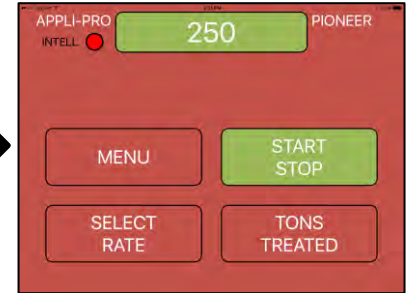 APPLI-PRO
INTELL
250
PIONEER
MENU
START
STOP
SELECT
RATE
TONS
TREATED